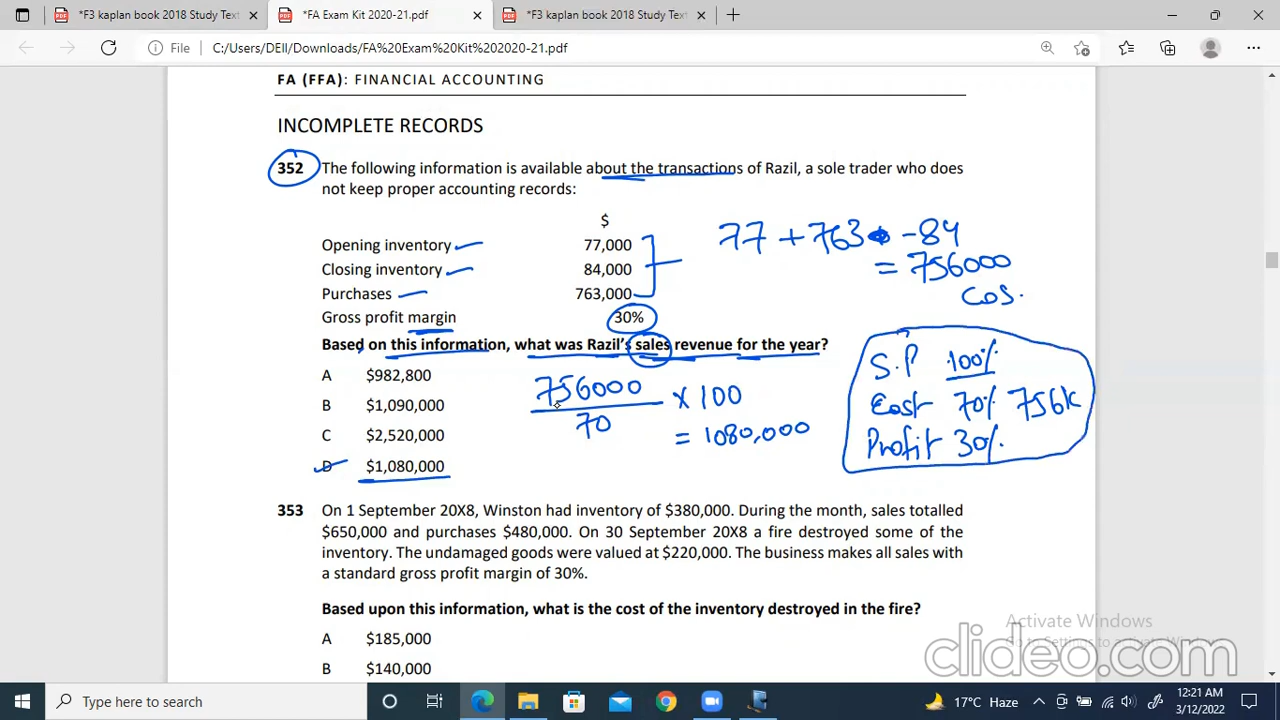 *F3 kaplan book 2018 Study Text
*FA Exam Kit 2020-21.pdf
*F3 kaplan book 2018 Study Text
File C:/Users/DEll/Downloads/FA%20Exam%20Kit%202020-21.pdf
FA (FFA): FINANCIAL ACCOUNTING
INCOMPLETE RECORDS
352 The following information is available about the transactions of Razil, a sole trader who does
not keep proper accounting records:
$
Opening inventory 77,000
Closing inventory 84,000
Purchases 763,000
Gross profit margin 30%
77 + 763 - 84
= 756000
Cos.
Based on this information, what was Razil's sales revenue for the year?
A $982,800
B $1,090,000
C $2,520,000
D $1,080,000
756000
70
× 100
= 1080,000
S.P 100%
Cost 70% 756k
Profit 30%
353 On 1 September 20X8, Winston had inventory of $380,000. During the month, sales totalled
$650,000 and purchases $480,000. On 30 September 20X8 a fire destroyed some of the
inventory. The undamaged goods were valued at $220,000. The business makes all sales with
a standard gross profit margin of 30%.
Based upon this information, what is the cost of the inventory destroyed in the fire?
A $185,000
B $140,000
Activate Windows
clideo.com
Type here to search
17°C Haze
12:21 AM
3/12/2022